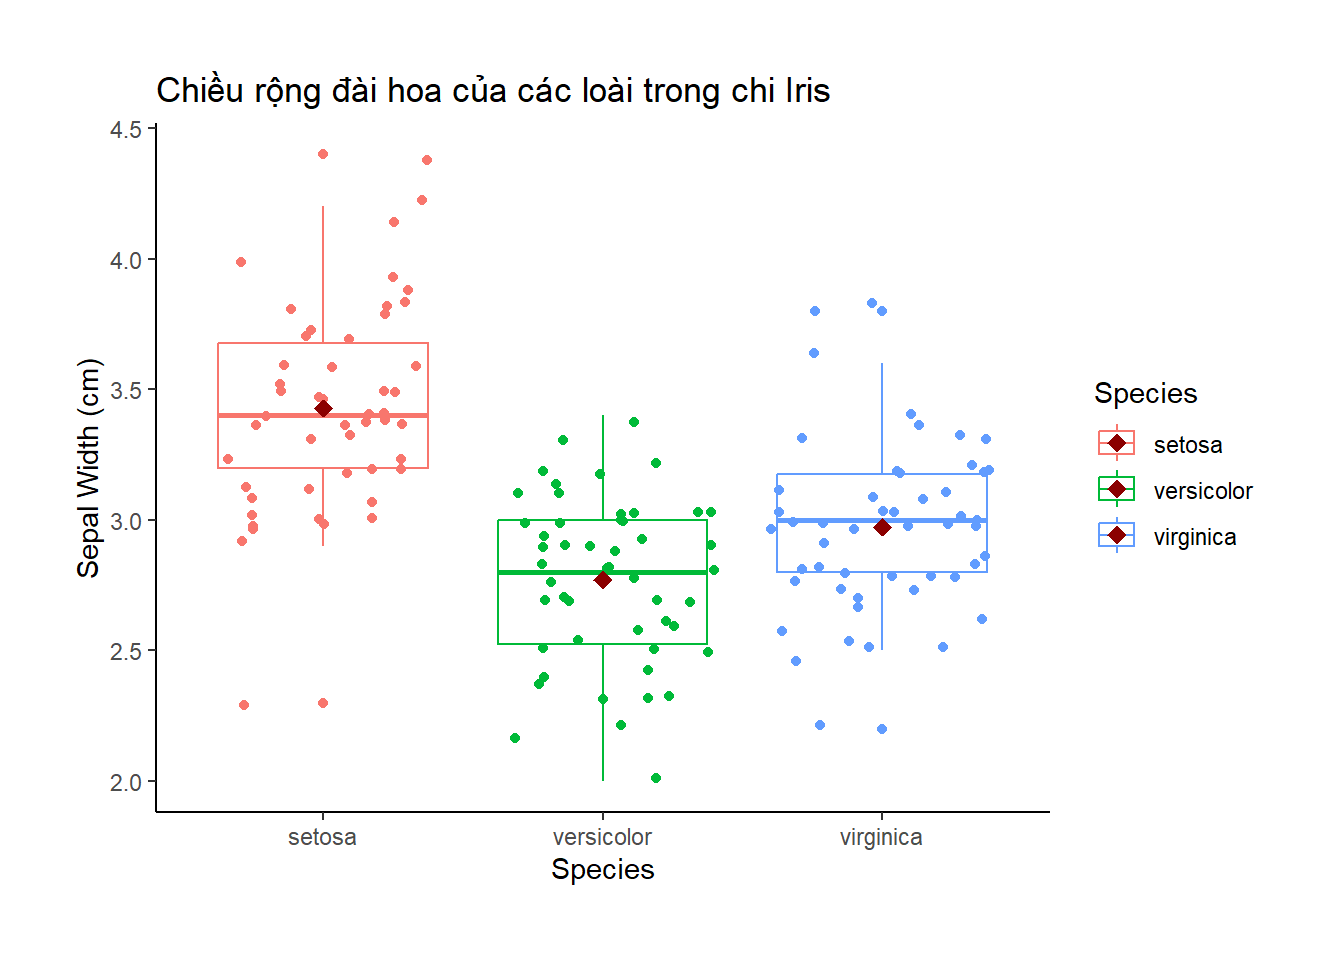 Chiều rộng đài hoa của các loài trong chi Iris
4.5
4.0
3.5
3.0
2.5
2.0
Sepal Width (cm)
setosa
versicolor
virginica
Species
Species
setosa
versicolor
virginica